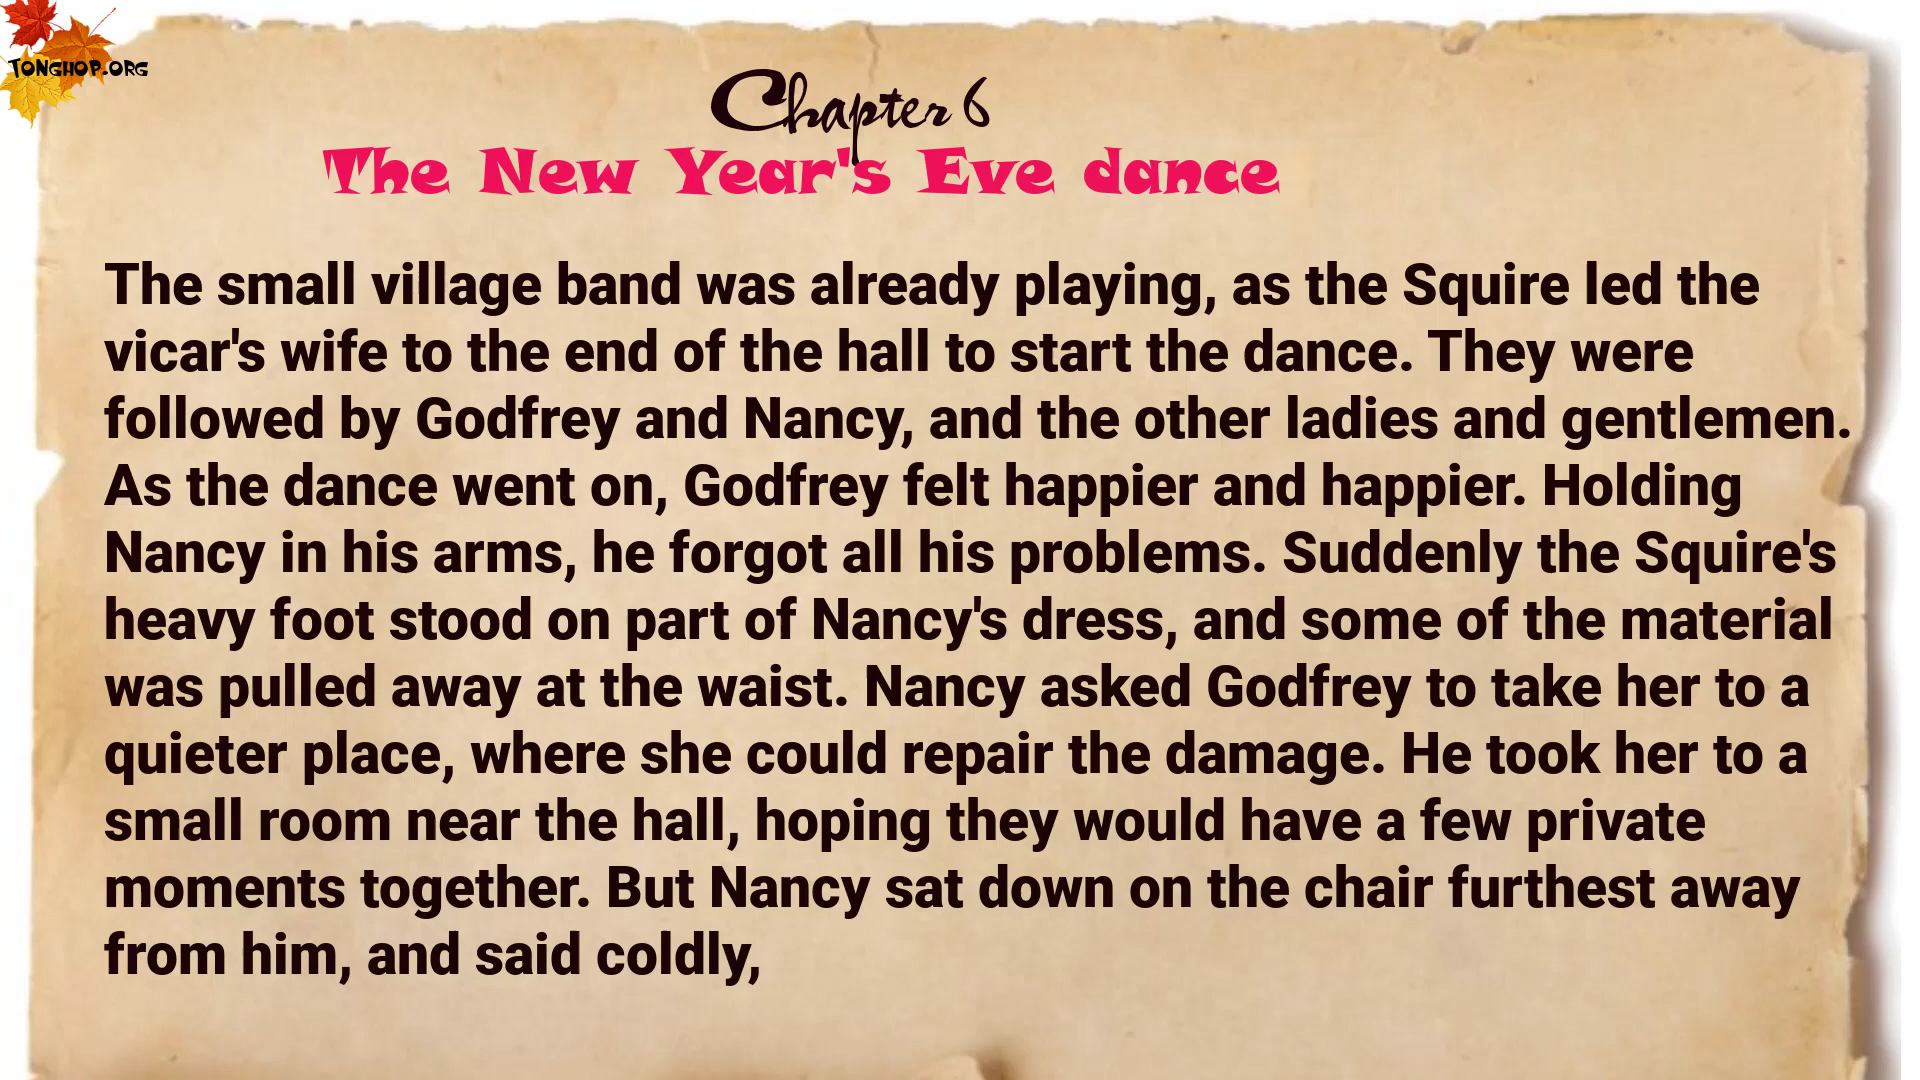 TONGHOP.ORG
Chapter 6
The New Year's Eve dance
The small village band was already playing, as the Squire led the
vicar's wife to the end of the hall to start the dance. They were
followed by Godfrey and Nancy, and the other ladies and gentlemen.
As the dance went on, Godfrey felt happier and happier. Holding
Nancy in his arms, he forgot all his problems. Suddenly the Squire's
heavy foot stood on part of Nancy's dress, and some of the material
was pulled away at the waist. Nancy asked Godfrey to take her to a
quieter place, where she could repair the damage. He took her to a
small room near the hall, hoping they would have a few private
moments together. But Nancy sat down on the chair furthest away
from him, and said coldly,